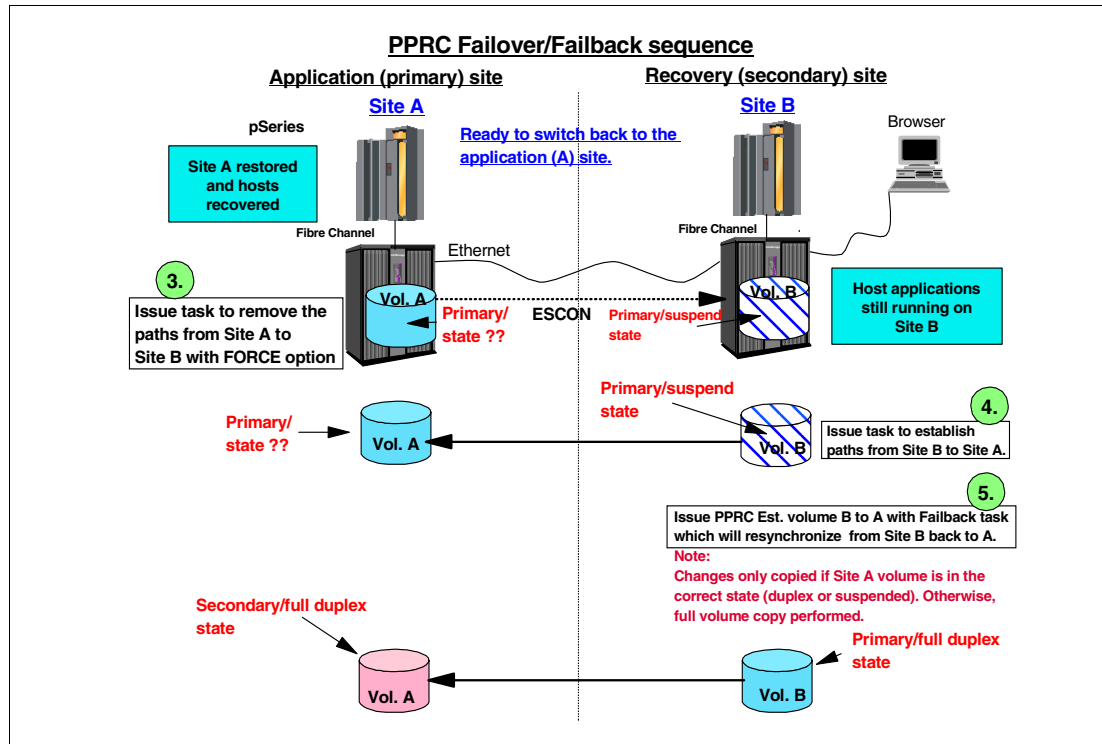 PPRC Failover/Failback sequence
Application (primary) site
Recovery (secondary) site
Site A
Site B
pSeries
Ready to switch back to the
application (A) site.
Browser
Site A restored
and hosts
recovered
Fibre Channel
Fibre Channel
Ethernet
3.
Issue task to remove the
paths from Site A to
Site B with FORCE option
Vol. A
Primary/
state ??
ESCON
Primary/suspend
state
Vol. B
Host applications
still running on
Site B
Primary/
state ??
Vol. A
Primary/suspend
state
Vol. B
4.
Issue task to establish
paths from Site B to Site A.
5.
Issue PPRC Est. volume B to A with Failback task
which will resynchronize from Site B back to A.
Note:
Changes only copied if Site A volume is in the
correct state (duplex or suspended). Otherwise,
full volume copy performed.
Secondary/full duplex
state
Vol. A
Primary/full duplex
state
Vol. B